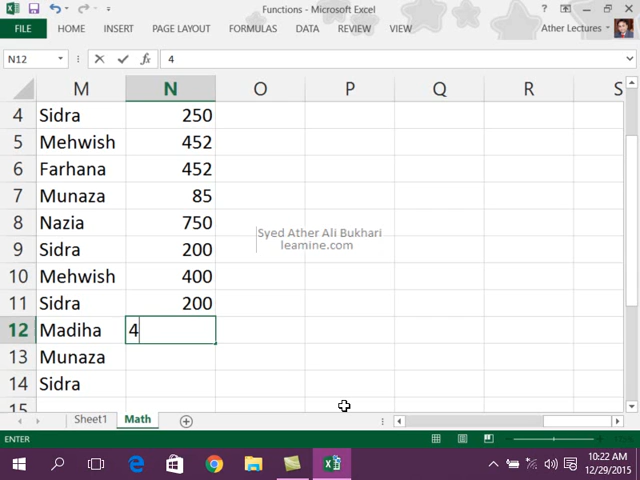 Functions - Microsoft Excel
FILE HOME INSERT PAGE LAYOUT FORMULAS DATA REVIEW VIEW Ather Lectures
N12 fx 4
M N O P Q R S
4 Sidra 250
5 Mehwish 452
6 Farhana 452
7 Munaza 85
8 Nazia 750
9 Sidra 200
10 Mehwish 400
11 Sidra 200
12 Madiha 4
13 Munaza
14 Sidra
15
Syed Ather Ali Bukhari
leamine.com
Sheet1 Math
ENTER
10:22 AM
12/29/2015